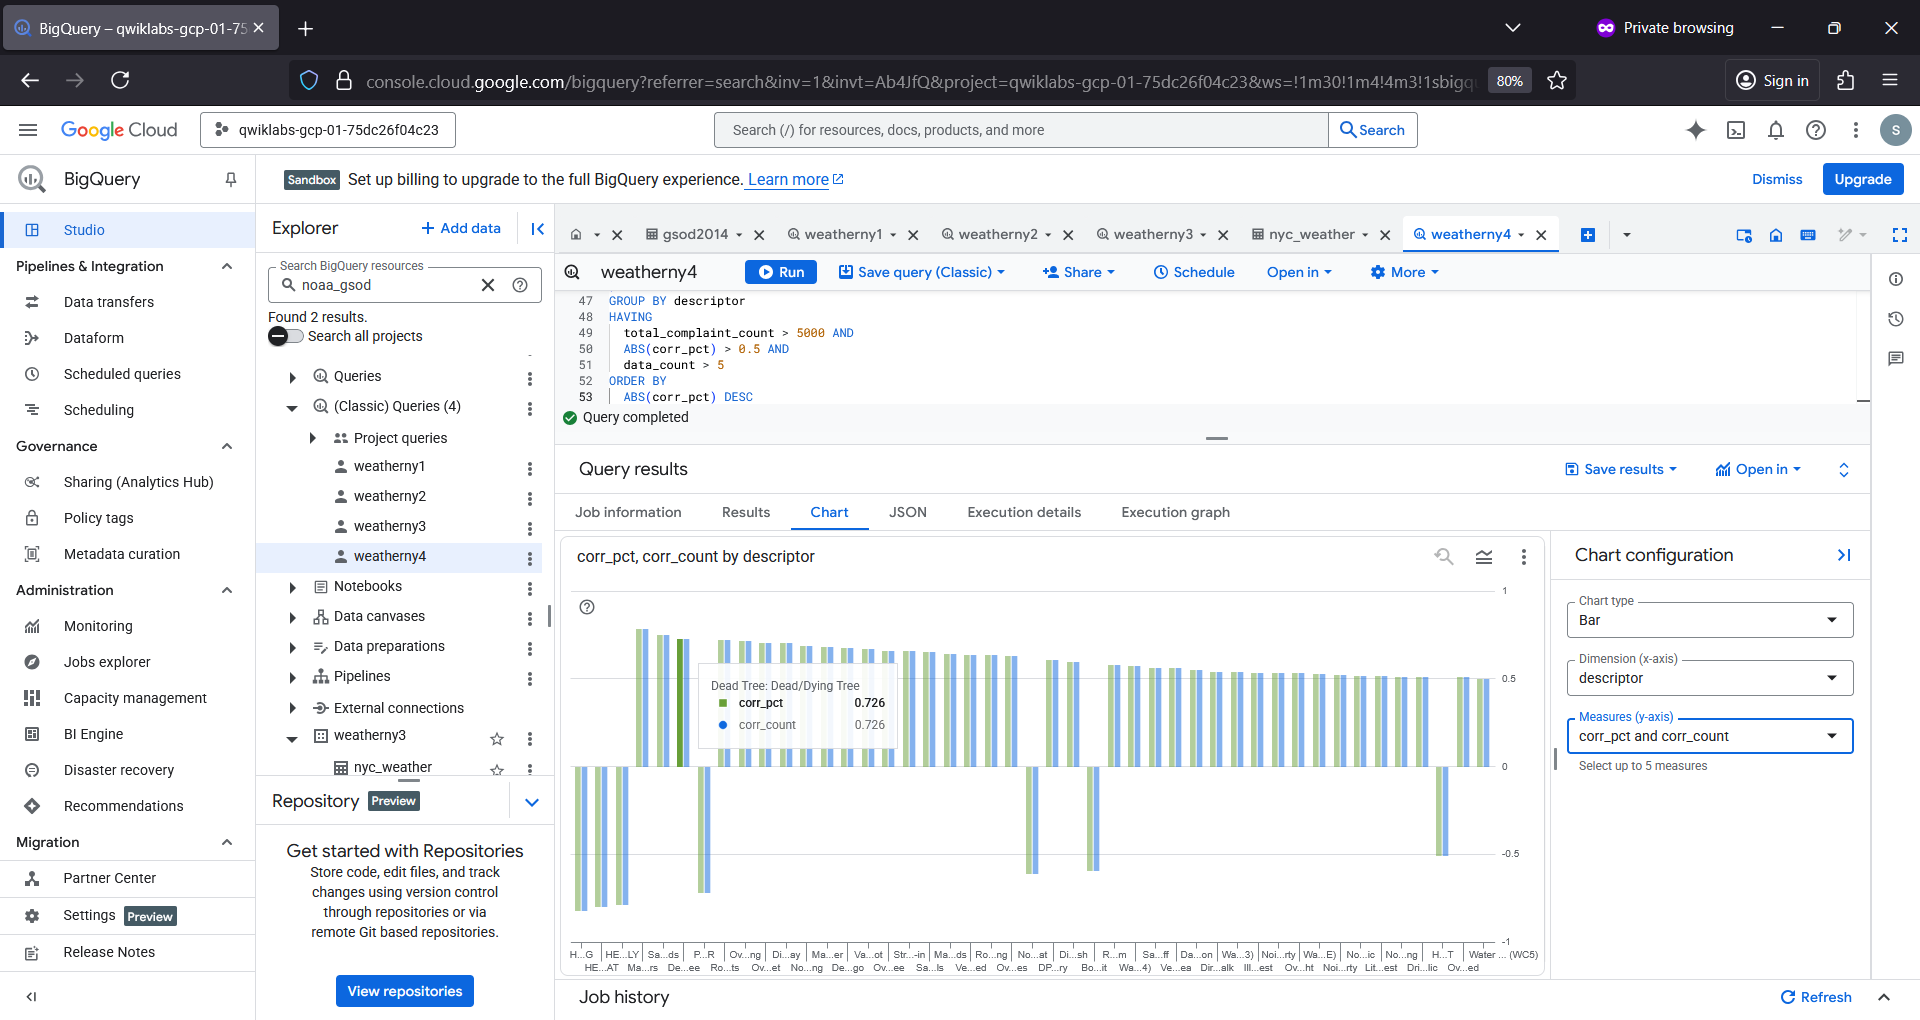 BigQuery – qwiklabs-gcp-01-75
Private browsing
console.cloud.google.com/bigquery?referrer=search&inv=1&invt=Ab4JfQ&project=qwiklabs-gcp-01-75dc26f04c23&ws=!1m30!1m4!4m3!1sbigq
80%
Sign in
Google Cloud
qwiklabs-gcp-01-75dc26f04c23
Search (/) for resources, docs, products, and more
Search
S
BigQuery
Sandbox Set up billing to upgrade to the full BigQuery experience. Learn more
Dismiss
Upgrade
Studio
Pipelines & Integration
Data transfers
Dataform
Scheduled queries
Scheduling
Governance
Sharing (Analytics Hub)
Policy tags
Metadata curation
Administration
Monitoring
Jobs explorer
Capacity management
BI Engine
Disaster recovery
Recommendations
Migration
Partner Center
Settings Preview
Release Notes
Explorer
+ Add data
Search BigQuery resources
noaa_gsod
Found 2 results.
Search all projects
Queries
(Classic) Queries (4)
Project queries
weatherny1
weatherny2
weatherny3
weatherny4
Notebooks
Data canvases
Data preparations
Pipelines
External connections
weatherny3
nyc_weather
Repository Preview
Get started with Repositories
Store code, edit files, and track
changes using version control
through repositories or via
remote Git based repositories.
View repositories
gsod2014
weatherny1
weatherny2
weatherny3
nyc_weather
weatherny4
weatherny4
Run
Save query (Classic)
Share
Schedule
Open in
More
47 GROUP BY descriptor
48 HAVING
49 total_complaint_count > 5000 AND
50 ABS(corr_pct) > 0.5 AND
51 data_count > 5
52 ORDER BY
53 ABS(corr_pct) DESC
Query completed
Query results
Save results
Open in
Job information
Results
Chart
JSON
Execution details
Execution graph
corr_pct, corr_count by descriptor
1
0.5
0
-0.5
-1
Dead Tree: Dead/Dying Tree
corr_pct 0.726
corr_count 0.726
H...G HE...LY Sa...ds P...R Ov...ng Di...ay Ma...er Va...ot Str...-in Ma...ds Ro...ng No...at Di...sh R...m Sa...ff Da...on Wa...3) Noi...rty Wa...E) No...ic No...ng H...T Water ... (WC5)
HE...AT Ma...rs De...ee Ro...ts Ov...et No...ng De...go Ov...ee Sa...ls Ve...ed Ov...es DP...ry Bo...it Wa...4) Ve...ea Dir...alk Ill...est Ov...ht Noi...rty Lit...est Dri...lic Ov...ed
Chart configuration
Chart type
Bar
Dimension (x-axis)
descriptor
Measures (y-axis)
corr_pct and corr_count
Select up to 5 measures
Job history
Refresh